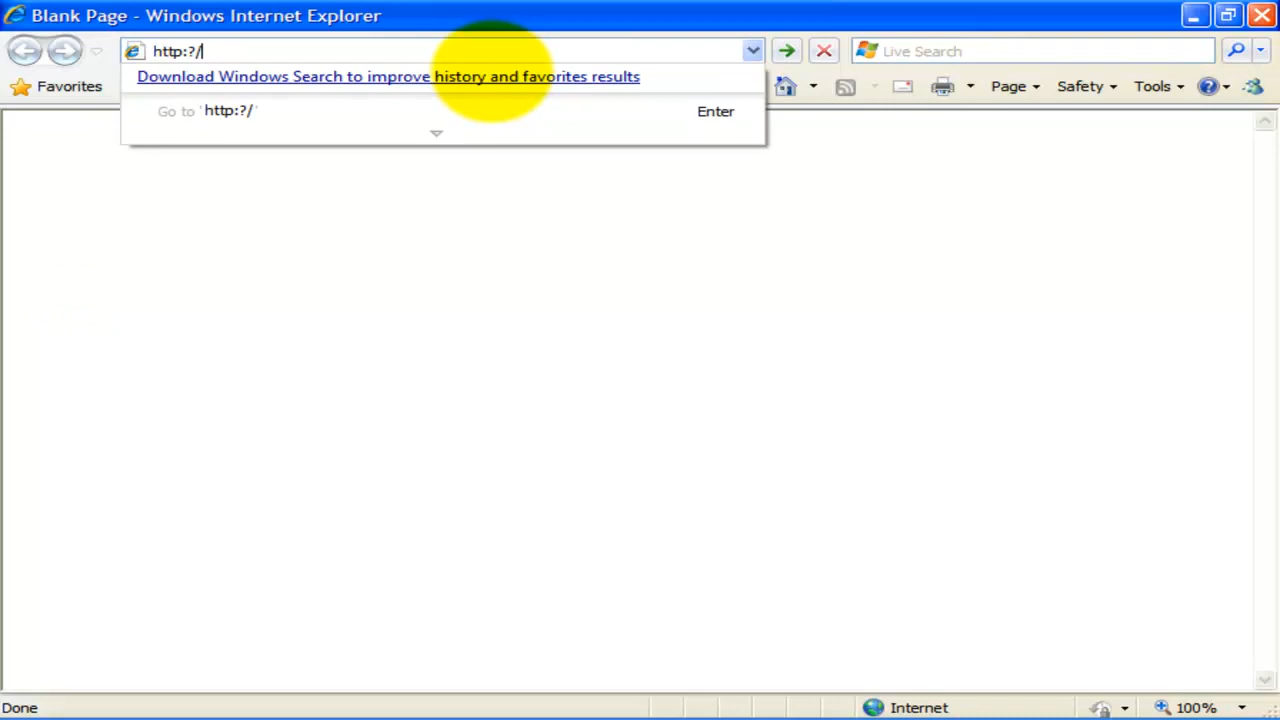 Blank Page - Windows Internet Explorer
http:?/
Live Search
Download Windows Search to improve history and favorites results
Favorites
Page
Safety
Tools
Go to 'http:?/'
Enter
Done
Internet
100%